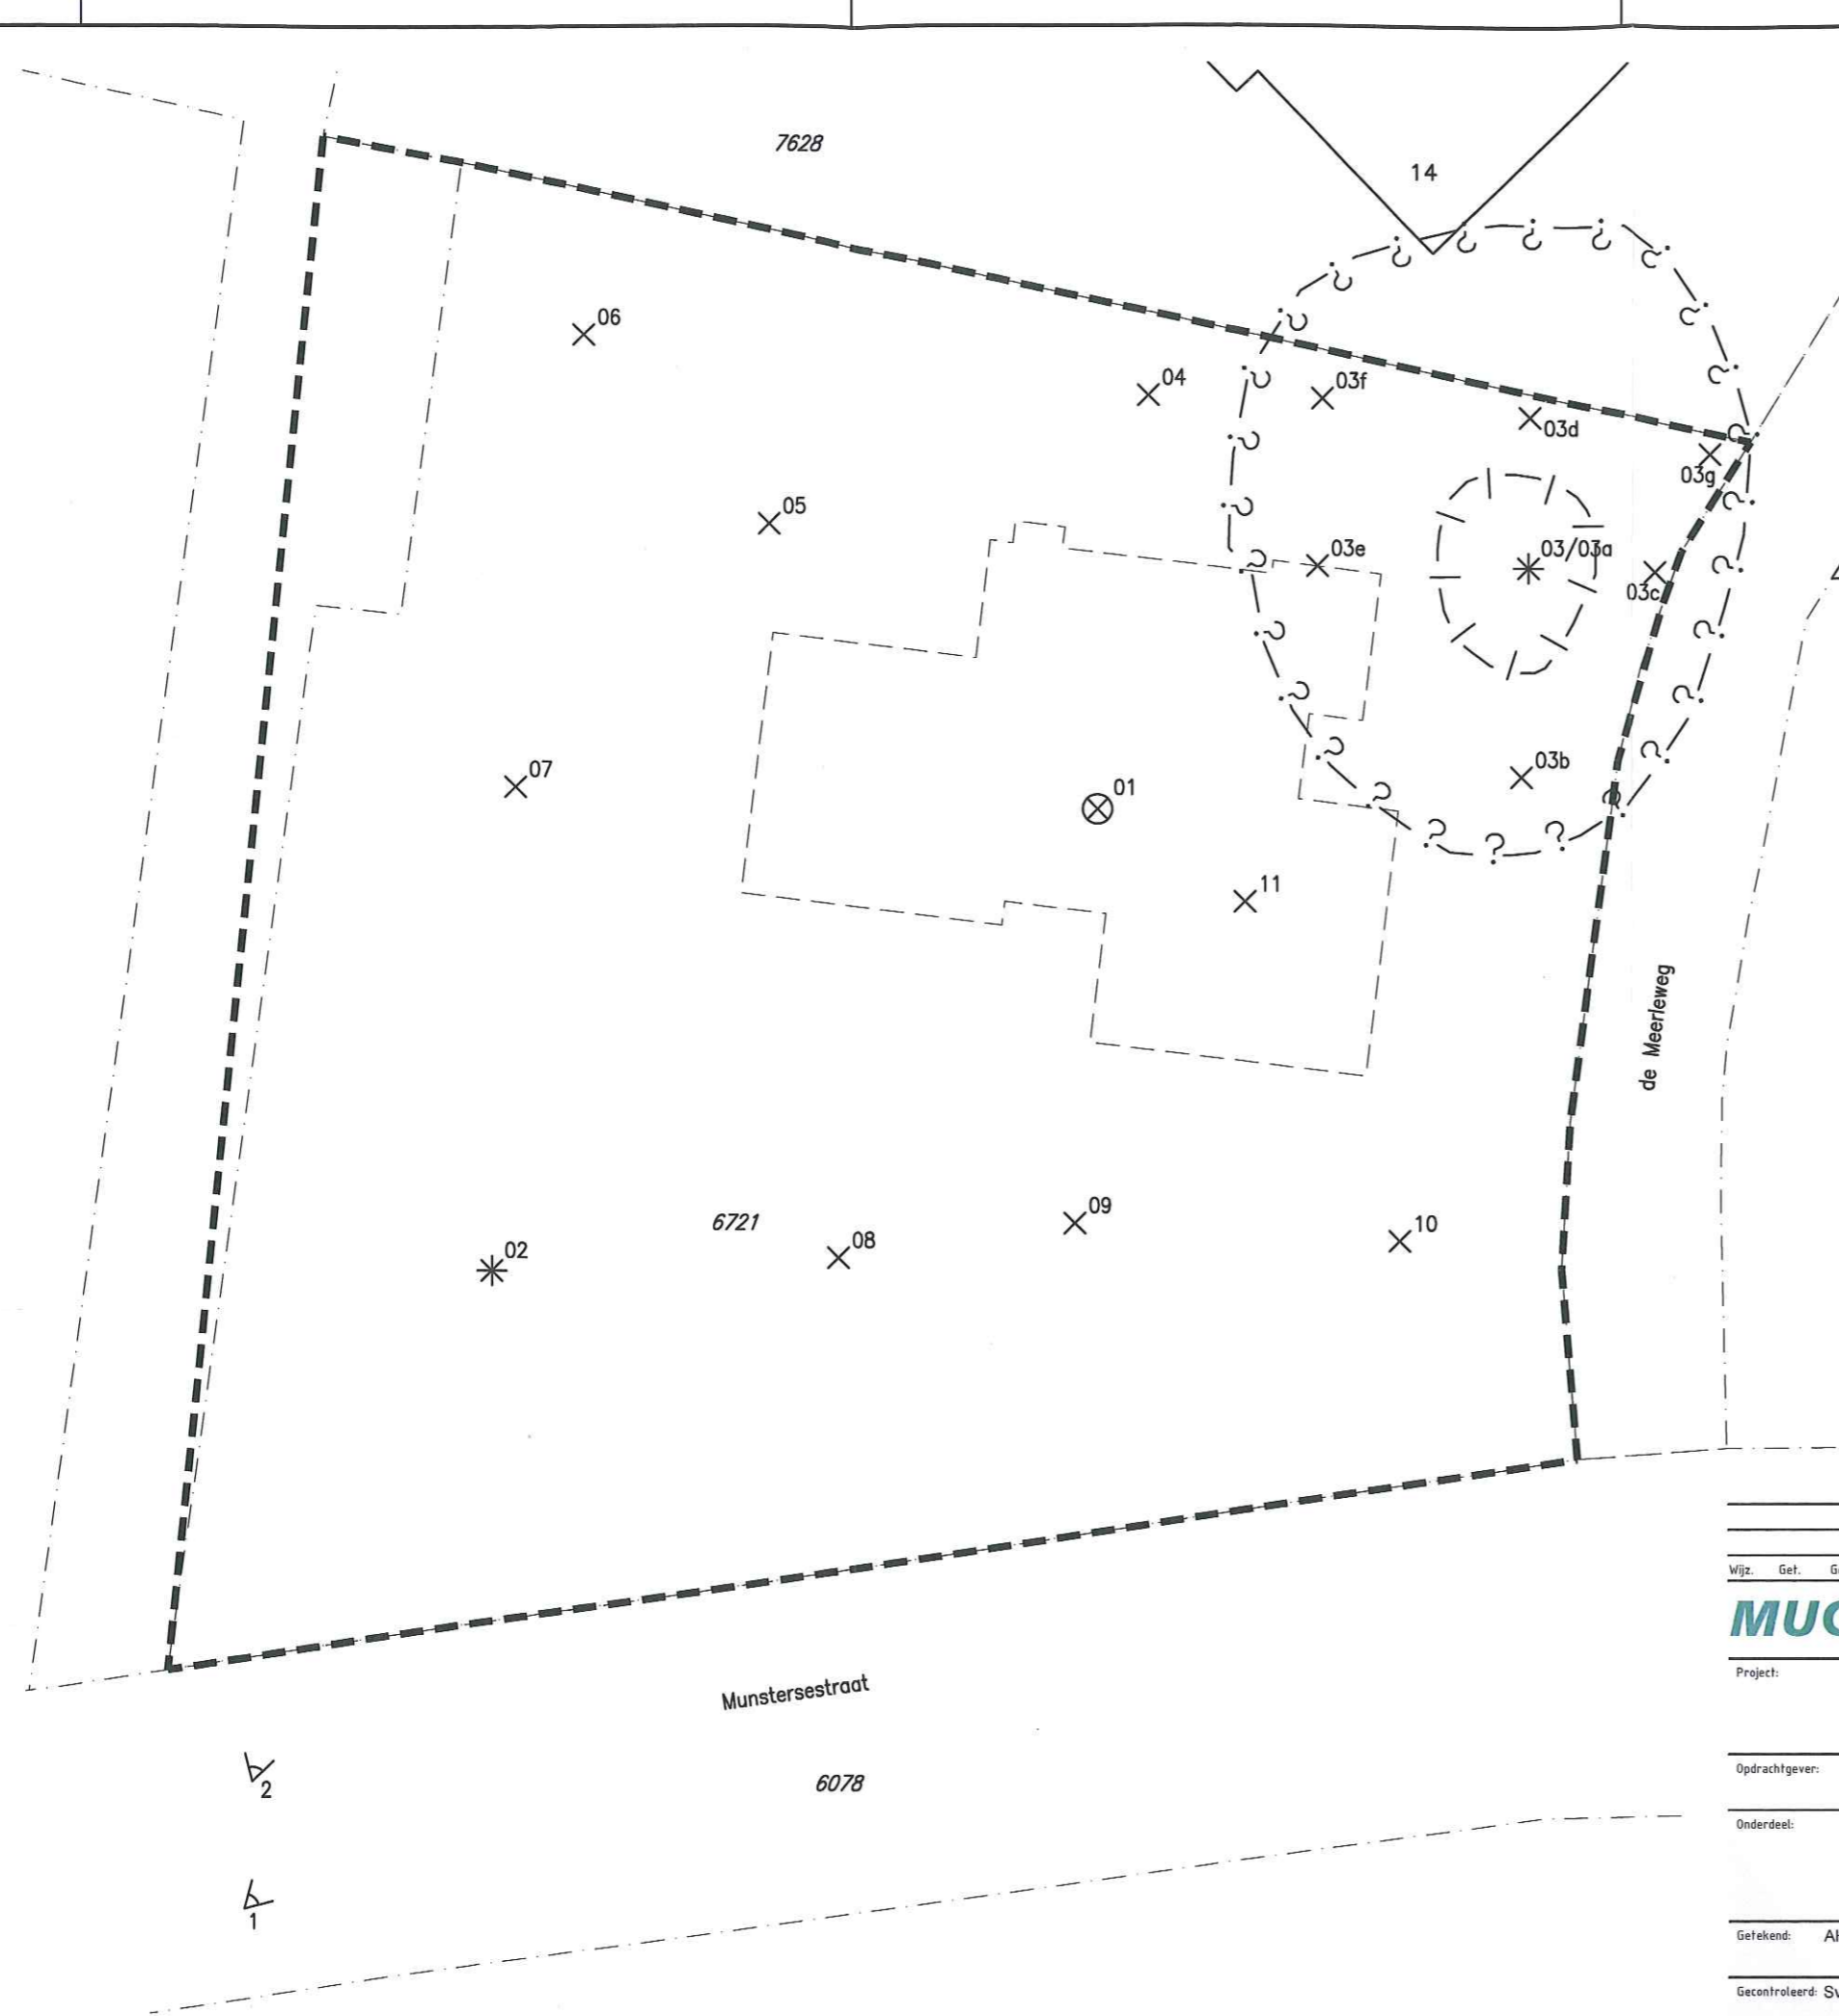 7628
14
06
04
03f
03d
03g
05
03e
03/03a
03c
07
03b
01
11
de Meerleweg
6721
02
08
09
10
Wijz. Get.
Project:
Munstersestraat
Opdrachtgever:
2
6078
Onderdeel:
1
Getekend:
Gecontroleerd: